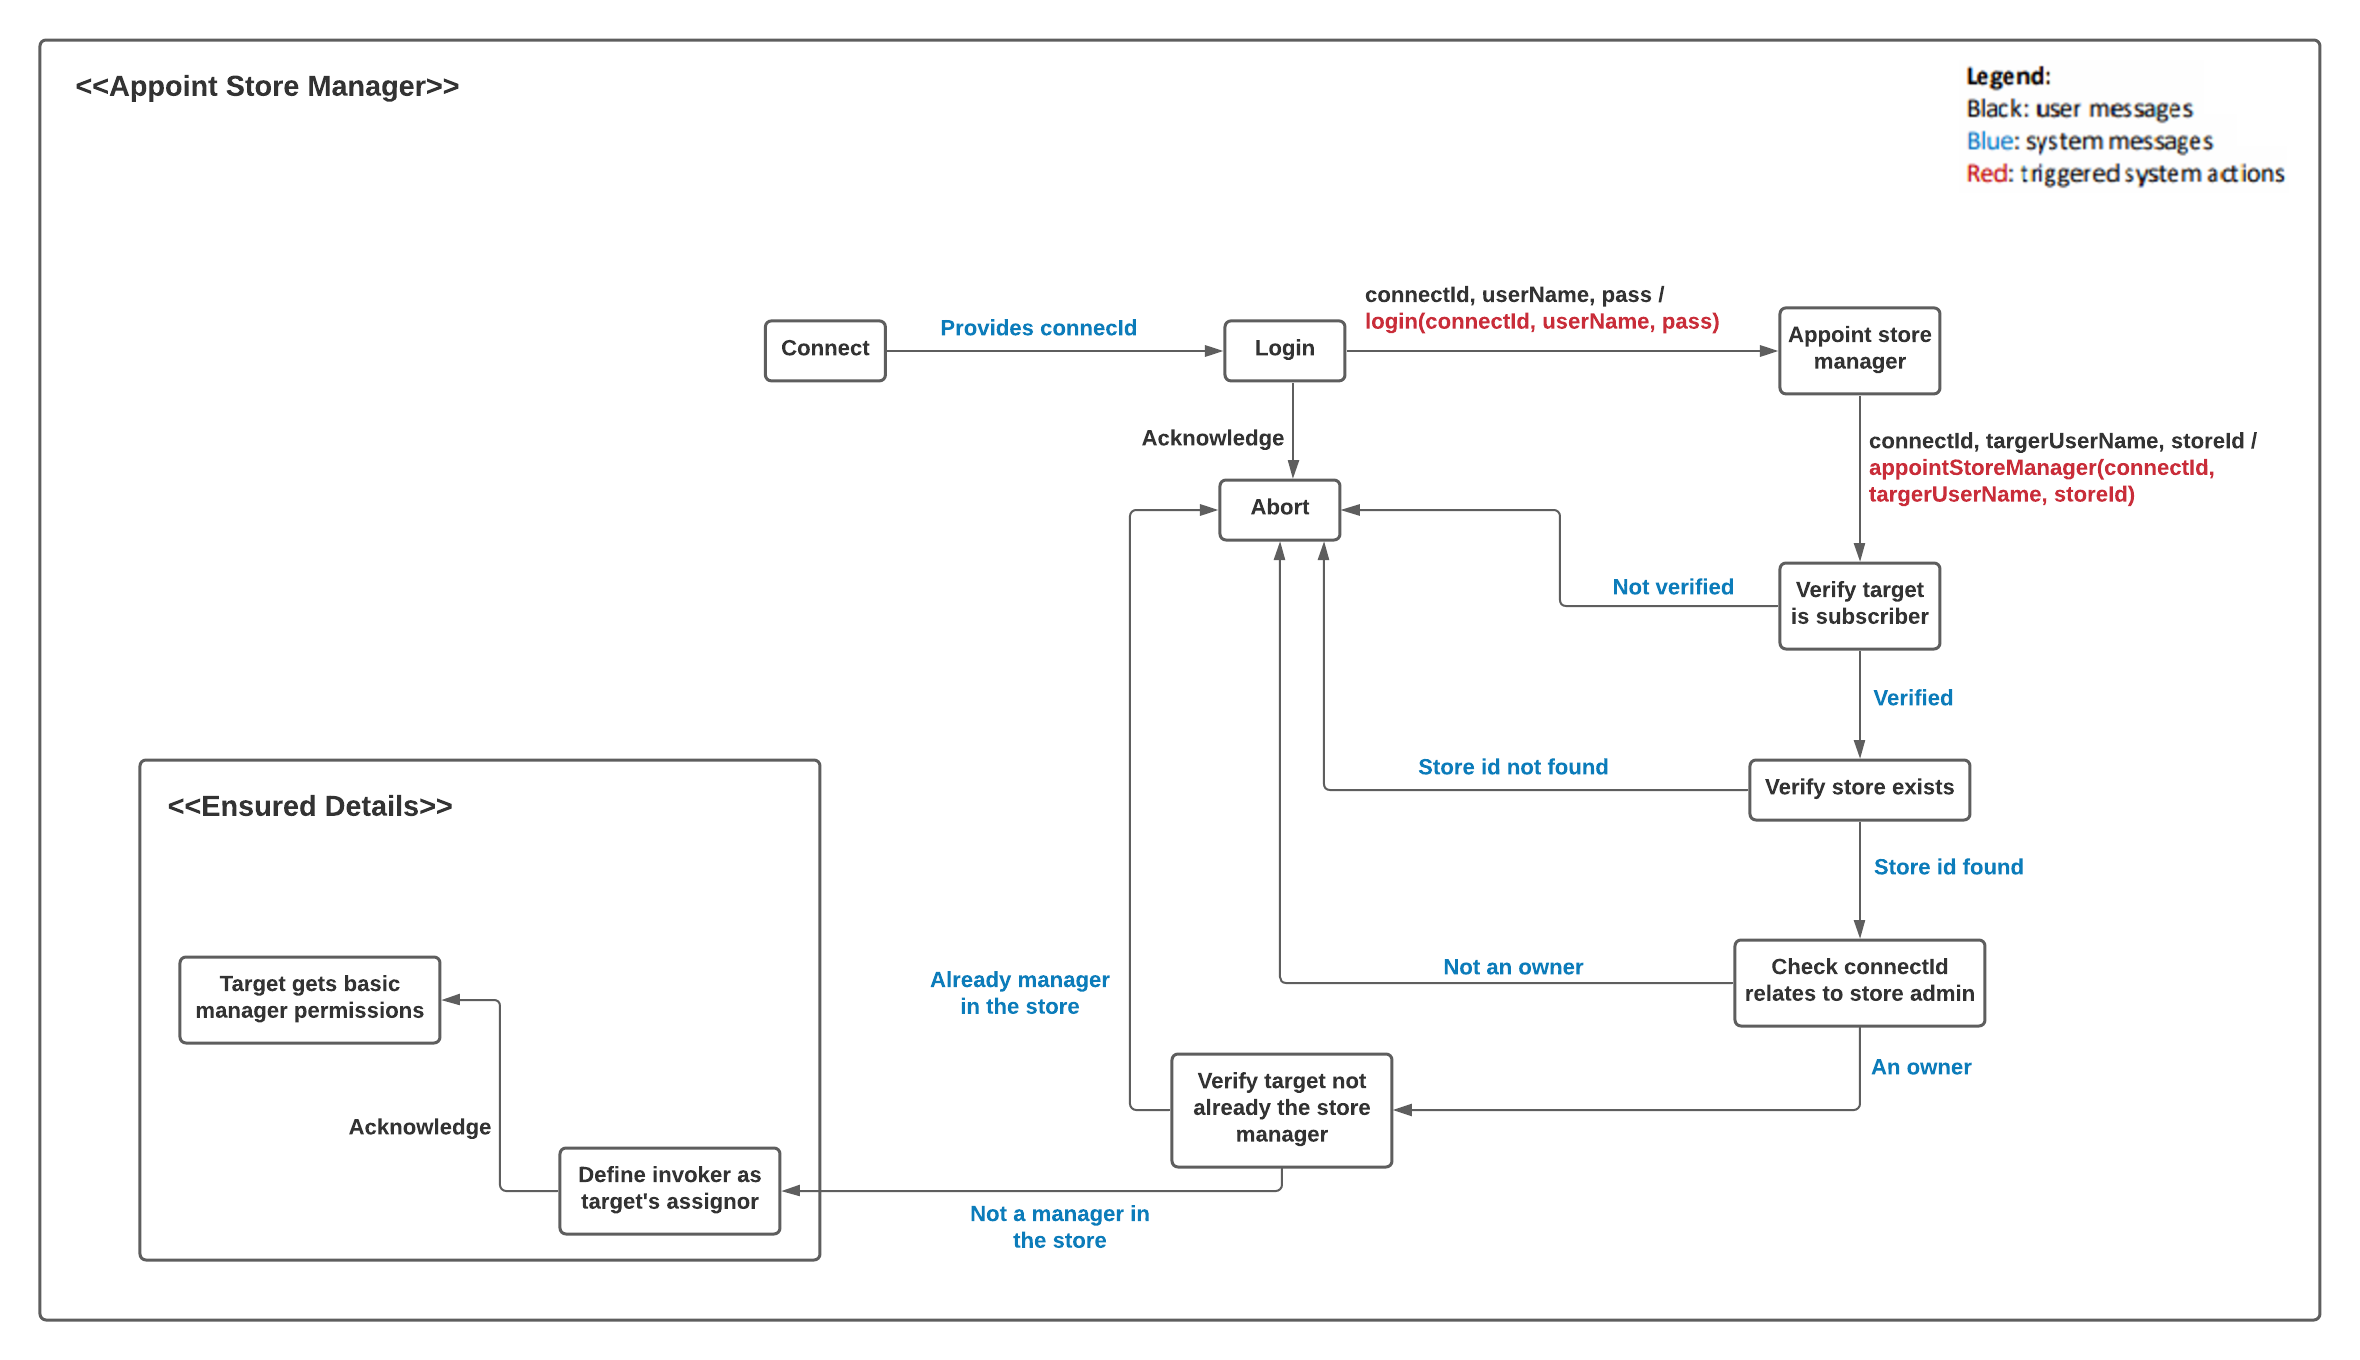 <<Appoint Store Manager>>
Legend:
Black: user messages
Blue: system messages
Red: triggered system actions
Connect
Provides connecId
Login
connectId, userName, pass /
login(connectId, userName, pass)
Appoint store
manager
Acknowledge
connectId, targerUserName, storeId /
appointStoreManager(connectId,
targerUserName, storeId)
Abort
Not verified
Verify target
is subscriber
Verified
Store id not found
Verify store exists
Store id found
Not an owner
Check connectId
relates to store admin
An owner
Already manager
in the store
Verify target not
already the store
manager
Not a manager in
the store
<<Ensured Details>>
Target gets basic
manager permissions
Acknowledge
Define invoker as
target's assignor